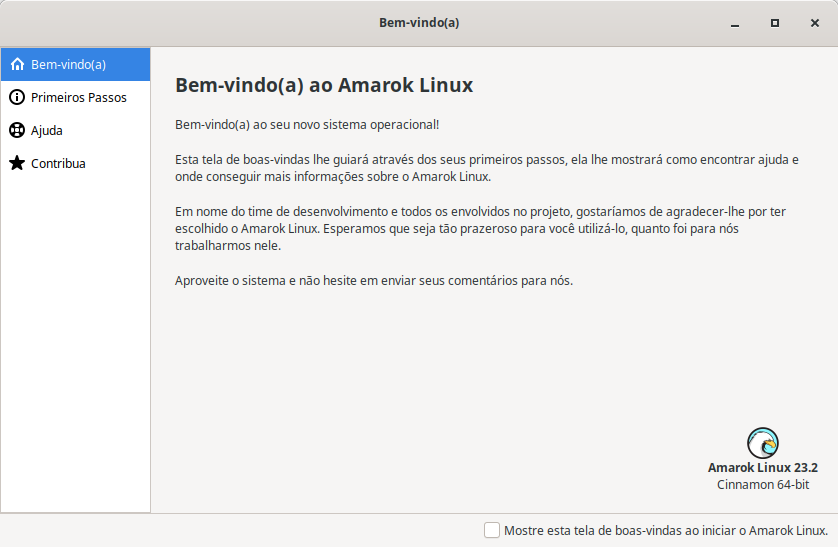 Bem-vindo(a)
Bem-vindo(a)
Primeiros Passos
Ajuda
Contribua
Bem-vindo(a) ao Amarok Linux
Bem-vindo(a) ao seu novo sistema operacional!
Esta tela de boas-vindas lhe guiará através dos seus primeiros passos, ela lhe mostrará como encontrar ajuda e
onde conseguir mais informações sobre o Amarok Linux.
Em nome do time de desenvolvimento e todos os envolvidos no projeto, gostaríamos de agradecer-lhe por ter
escolhido o Amarok Linux. Esperamos que seja tão prazeroso para você utilizá-lo, quanto foi para nós
trabalharmos nele.
Aproveite o sistema e não hesite em enviar seus comentários para nós.
Amarok Linux 23.2
Cinnamon 64-bit
Mostre esta tela de boas-vindas ao iniciar o Amarok Linux.